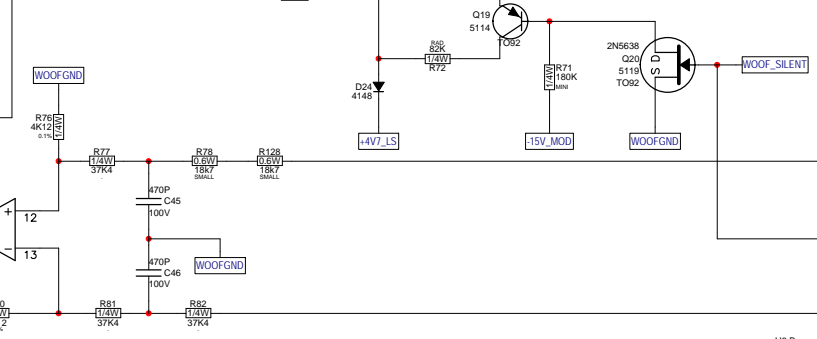 Q19
5114
TO92
RAD
82K
1/4W
R72
2N5638
Q20
5119
TO92
D
S
WOOF_SILENT
R71
180K
MINI
1/4W
D24
4148
+4V7_LS
-15V_MOD
WOOFGND
WOOFGND
R76
4K12
0.1%
1/4W
R77
1/4W
37K4
R78
0.6W
18k7
SMALL
R128
0.6W
18k7
SMALL
470P
C45
100V
+
12
-
13
WOOFGND
470P
C46
100V
R81
1/4W
37K4
R82
1/4W
37K4
0
W
2